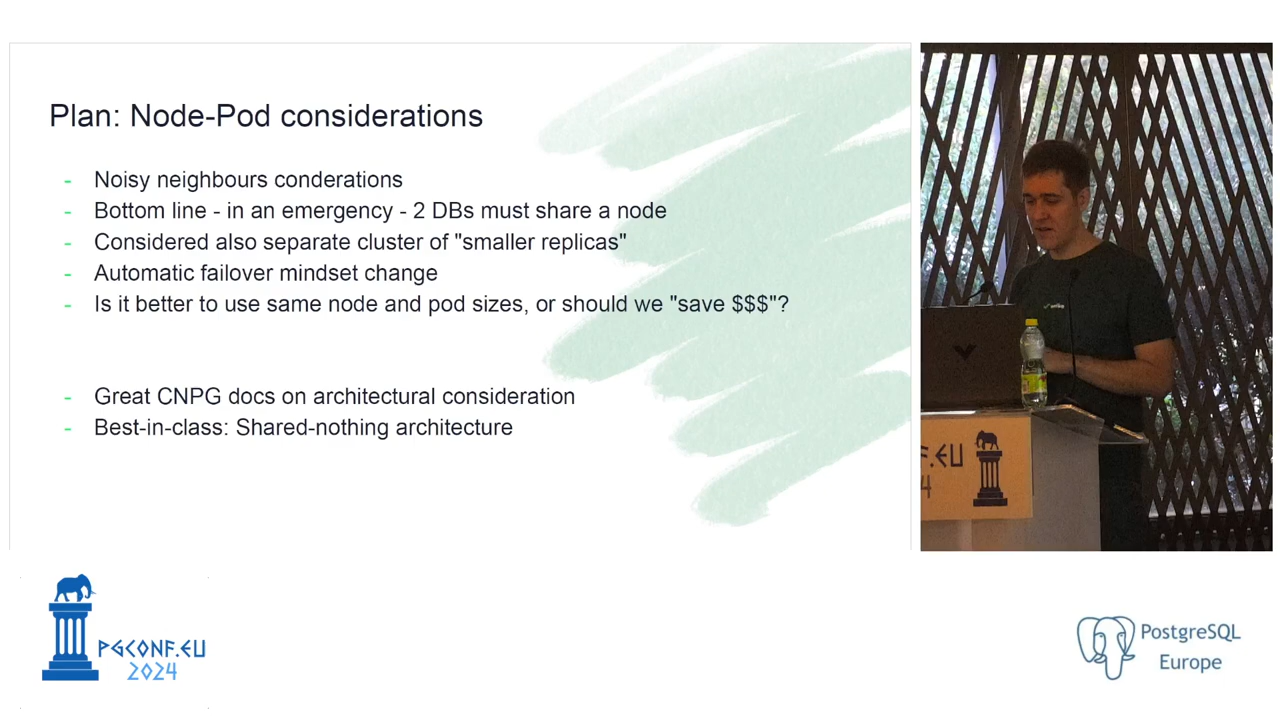 Plan: Node-Pod considerations
- Noisy neighbours conderations
- Bottom line - in an emergency - 2 DBs must share a node
- Considered also separate cluster of "smaller replicas"
- Automatic failover mindset change
- Is it better to use same node and pod sizes, or should we "save $$$"?
- Great CNPG docs on architectural consideration
- Best-in-class: Shared-nothing architecture
F.EU
4
PGCONF.EU
2024
PostgreSQL
Europe